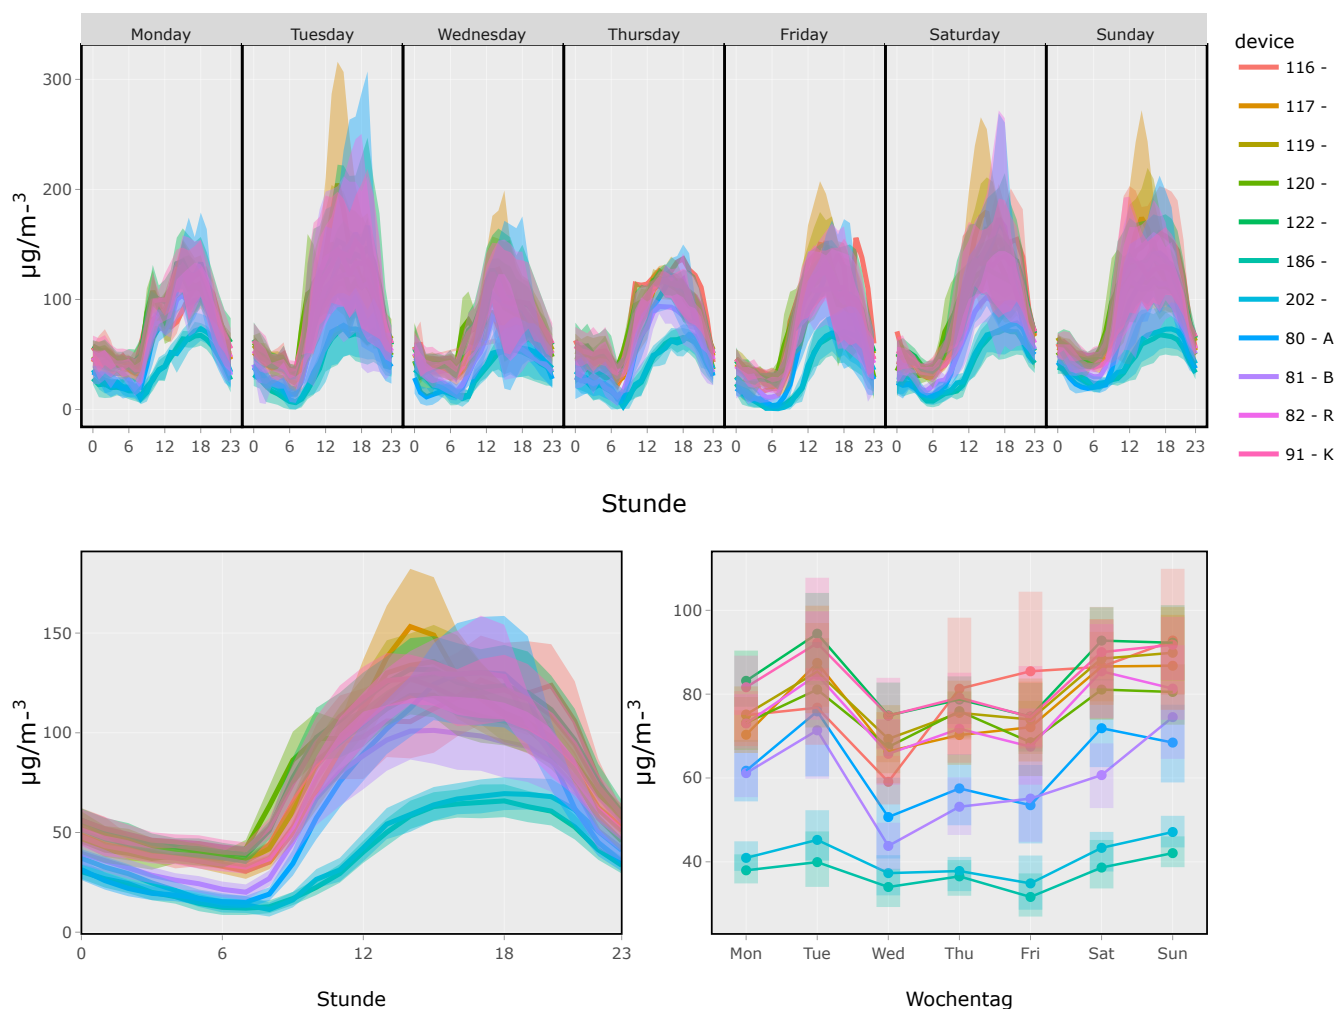 Monday Tuesday Wednesday Thursday Friday Saturday Sunday
device
116 -
117 -
119 -
120 -
122 -
186 -
202 -
80 - A
81 - B
82 - R
91 - K
µg/m-³
300
200
100
0
0 6 12 18 23 0 6 12 18 23 0 6 12 18 23 0 6 12 18 23 0 6 12 18 23 0 6 12 18 23 0 6 12 18 23
Stunde
µg/m-³
150
100
50
0
0 6 12 18 23
Stunde
µg/m-³
100
80
60
40
Mon Tue Wed Thu Fri Sat Sun
Wochentag